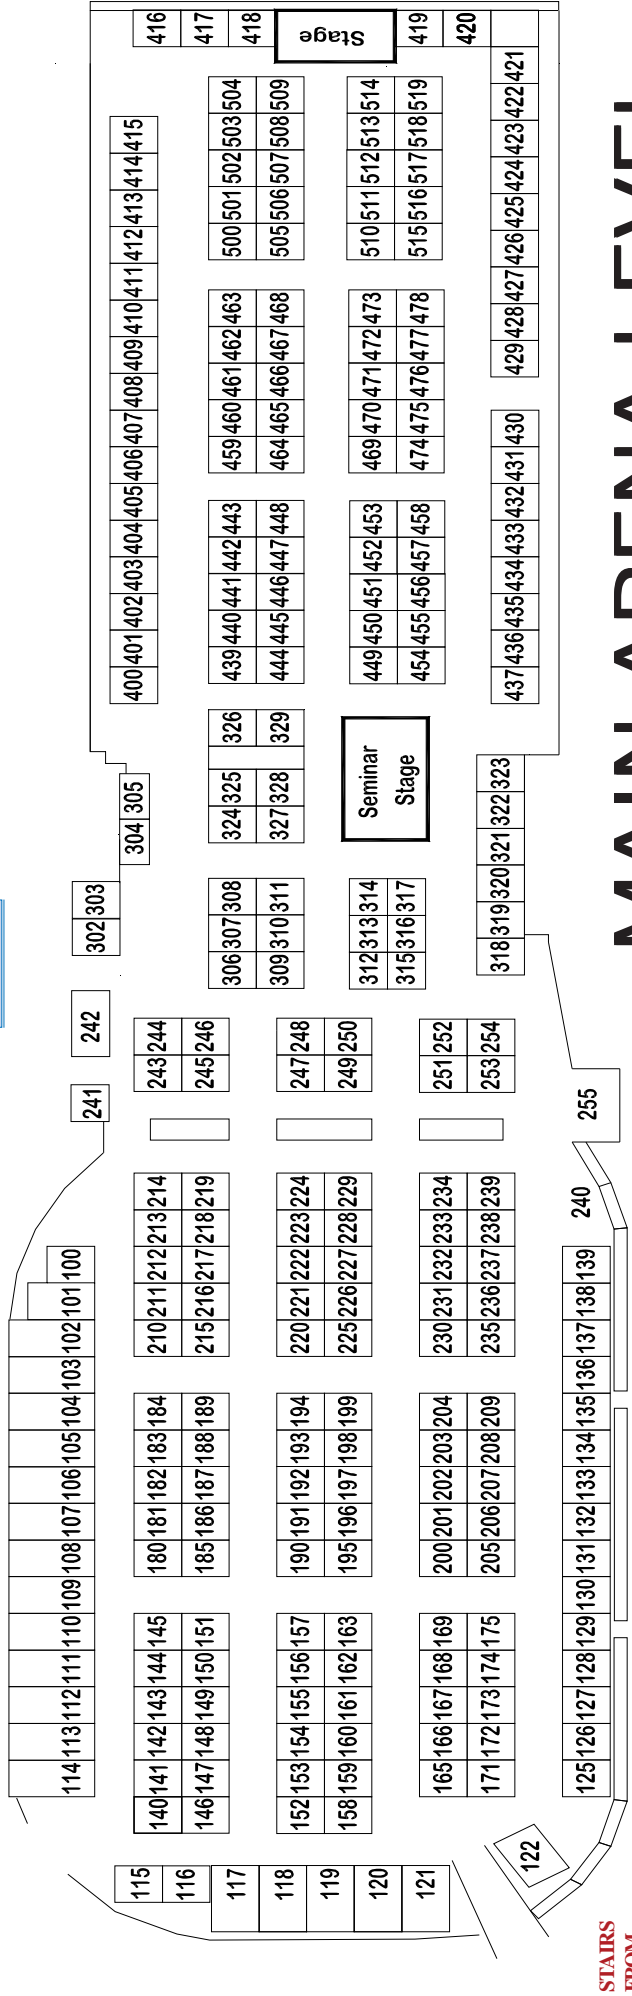 114 113 112 111 110 109 108 107 106 105 104 103 102 101 100
241 242 302 303
115 304 305 400 401 402 403 404 405 406 407 408 409 410 411 412 413 414 415
140 141 142 143 144 145 180 181 182 183 184 210 211 212 213 214 243 244 416
116
146 147 148 149 150 151 185 186 187 188 189 215 216 217 218 219 245 246 417
117 306 307 308 324 325 326 439 440 441 442 443 459 460 461 462 463 500 501 502 503 504 418
118 309 310 311 327 328 329 444 445 446 447 448 464 465 466 467 468 505 506 507 508 509
152 153 154 155 156 157 190 191 192 193 194 220 221 222 223 224 247 248
119
Stage
158 159 160 161 162 163 195 196 197 198 199 225 226 227 228 229 249 250
120 312 313 314 Seminar 449 450 451 452 453 469 470 471 472 473 510 511 512 513 514
315 316 317 Stage 454 455 456 457 458 474 475 476 477 478 515 516 517 518 519 419
121
165 166 167 168 169 200 201 202 203 204 230 231 232 233 234 251 252 420
171 172 173 174 175 205 206 207 208 209 235 236 237 238 239 253 254
318 319 320 321 322 323
437 436 435 434 433 432 431 430 429 428 427 426 425 424 423 422 421
122
125 126 127 128 129 130 131 132 133 134 135 136 137 138 139 240 255
STAIRS
FROM
MAIN ARENA LEVEL